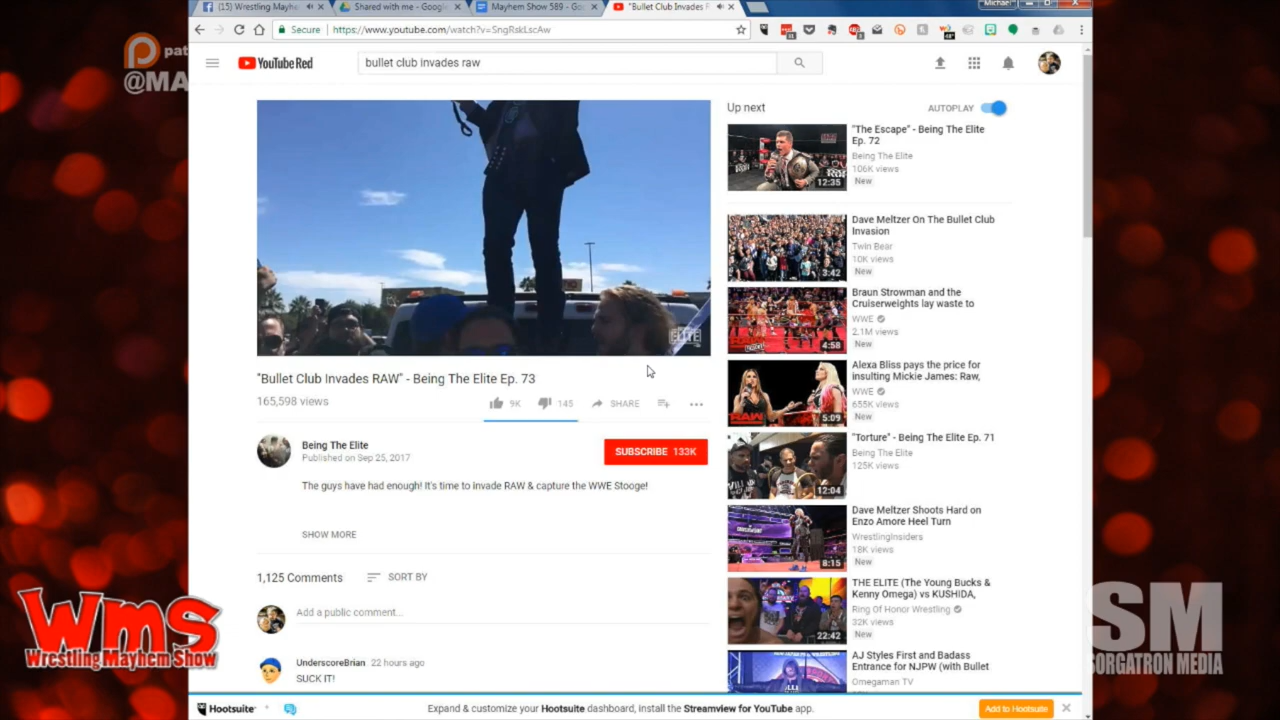 (15) Wrestling Mayhe
Shared with me - Google
Mayhem Show 589 - Goo
"Bullet Club Invades R
Michael
Secure
https://www.youtube.com/watch?v=SngRskLscAw
pat
@MA
YouTube Red
bullet club invades raw
Up next
AUTOPLAY
"The Escape" - Being The Elite
Ep. 72
Being The Elite
106K views
New
12:35
Dave Meltzer On The Bullet Club
Invasion
Twin Bear
10K views
New
3:42
Braun Strowman and the
Cruiserweights lay waste to
WWE
2.1M views
New
4:58
Alexa Bliss pays the price for
insulting Mickie James: Raw,
WWE
655K views
New
5:09
"Torture" - Being The Elite Ep. 71
Being The Elite
125K views
12:04
Dave Meltzer Shoots Hard on
Enzo Amore Heel Turn
WrestlingInsiders
18K views
New
8:15
THE ELITE (The Young Bucks &
Kenny Omega) vs KUSHIDA,
Ring Of Honor Wrestling
32K views
New
22:42
AJ Styles First and Badass
Entrance for NJPW (with Bullet
Omegaman TV
ELITE
"Bullet Club Invades RAW" - Being The Elite Ep. 73
165,598 views
9K
145
SHARE
Being The Elite
Published on Sep 25, 2017
SUBSCRIBE 133K
The guys have had enough! It's time to invade RAW & capture the WWE Stooge!
SHOW MORE
1,125 Comments
SORT BY
Add a public comment...
UnderscoreBrian 22 hours ago
SUCK IT!
Hootsuite
Expand & customize your Hootsuite dashboard, install the Streamview for YouTube app.
Add to Hootsuite
WMS
Wrestling Mayhem Show
SM
SORGATRON MEDIA